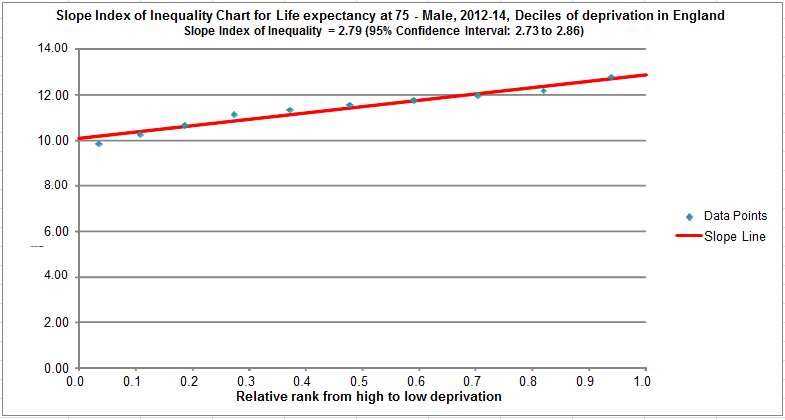 Slope Index of Inequality Chart for Life expectancy at 75 - Male, 2012-14, Deciles of deprivation in England
Slope Index of Inequality = 2.79 (95% Confidence Interval: 2.73 to 2.86)
14.00
12.00
10.00
8.00
6.00
4.00
2.00
0.00
0.0 0.1 0.2 0.3 0.4 0.5 0.6 0.7 0.8 0.9 1.0
Relative rank from high to low deprivation
Data Points
Slope Line